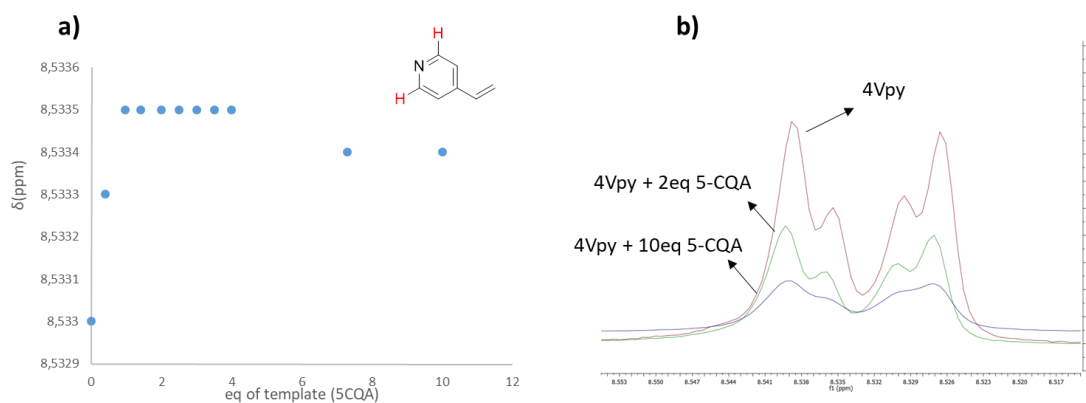 a)
H
N
H
8,5336
8,5335
8,5334
8,5333
8,5332
8,5331
8,533
8,5329
δ(ppm)
0 2 4 6 8 10 12
eq of template (5CQA)
b)
4Vpy
4Vpy + 2eq 5-CQA
4Vpy + 10eq 5-CQA
8.553 8.550 8.547 8.544 8.541 8.538 8.535 8.532 8.529 8.526 8.523 8.520 8.517
f1 (ppm)